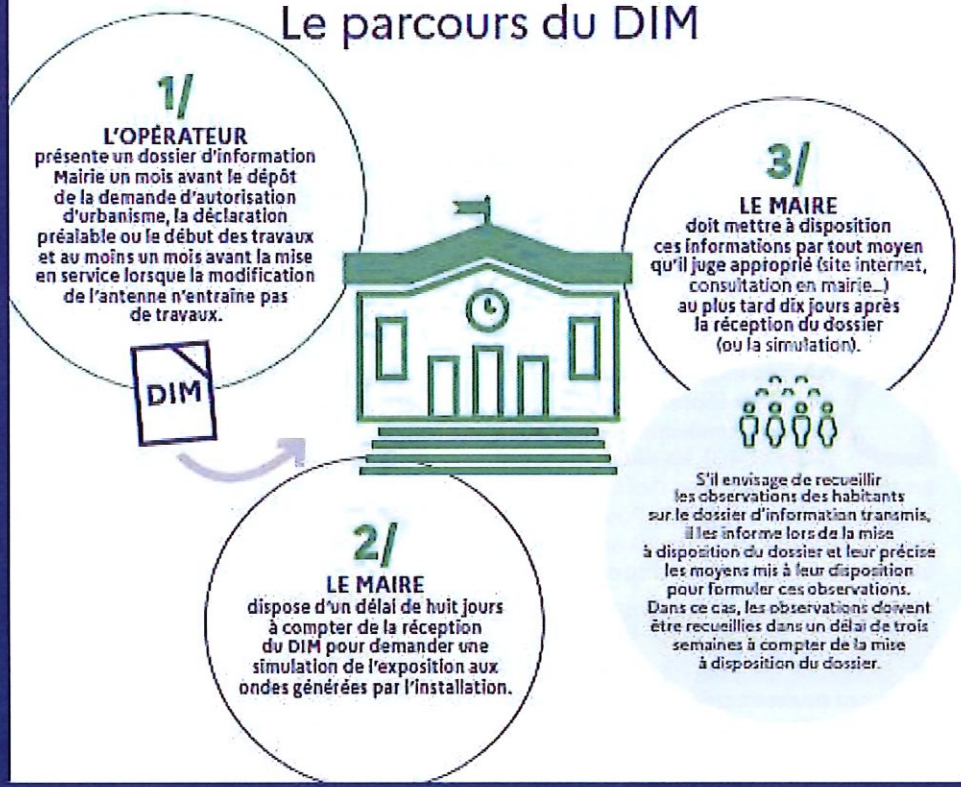 Le parcours du DIM
1/
L'OPÉRATEUR
présente un dossier d'information
Mairie un mois avant le dépôt
de la demande d'autorisation
d'urbanisme, la déclaration
préalable ou le début des travaux
et au moins un mois avant la mise
en service lorsque la modification
de l'antenne n'entraîne pas
de travaux.
DIM
2/
LE MAIRE
dispose d'un délai de huit jours
à compter de la réception
du DIM pour demander une
simulation de l'exposition aux
ondes générées par l'installation.
3/
LE MAIRE
doit mettre à disposition
ces informations par tout moyen
qu'il juge approprié (site internet,
consultation en mairie...)
au plus tard dix jours après
la réception du dossier
(ou la simulation).
S'il envisage de recueillir
les observations des habitants
sur le dossier d'information transmis,
il les informe lors de la mise
à disposition du dossier et leur précise
les moyens mis à leur disposition
pour formuler ces observations.
Dans ce cas, les observations doivent
être recueillies dans un délai de trois
semaines à compter de la mise
à disposition du dossier.